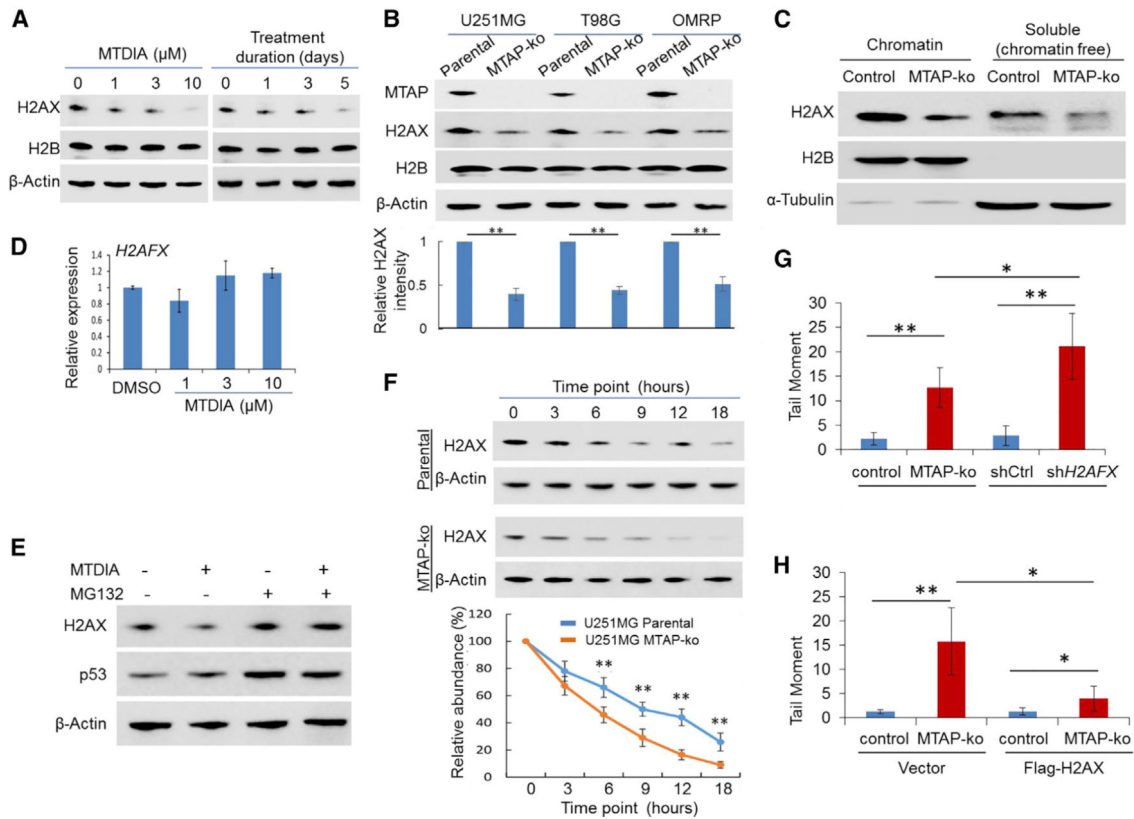 A
MTDIA (µM)
Treatment
duration (days)
0 1 3 10 0 1 3 5
H2AX
H2B
β-Actin
B
U251MG T98G OMRP
Parental MTAP-ko Parental MTAP-ko Parental MTAP-ko
MTAP
H2AX
H2B
β-Actin
** ** **
1
0.5
0
Relative H2AX
intensity
C
Chromatin
Soluble
(chromatin free)
Control MTAP-ko Control MTAP-ko
H2AX
H2B
α-Tubulin
D
H2AFX
1.4
1.2
1
0.8
0.6
0.4
0.2
0
Relative expression
DMSO 1 3 10
MTDIA (µM)
E
MTDIA - + - +
MG132 - - + +
H2AX
p53
β-Actin
F
Time point (hours)
0 3 6 9 12 18
Parental
H2AX
β-Actin
MTAP-ko
H2AX
β-Actin
120
100
80
60
40
20
0
Relative abundance (%)
U251MG Parental
U251MG MTAP-ko
** ** ** **
0 3 6 9 12 18
Time point (hours)
G
*
** **
30
25
20
15
10
5
0
Tail Moment
control MTAP-ko shCtrl shH2AFX
H
*
** *
30
25
20
15
10
5
0
Tail Moment
control MTAP-ko control MTAP-ko
Vector Flag-H2AX